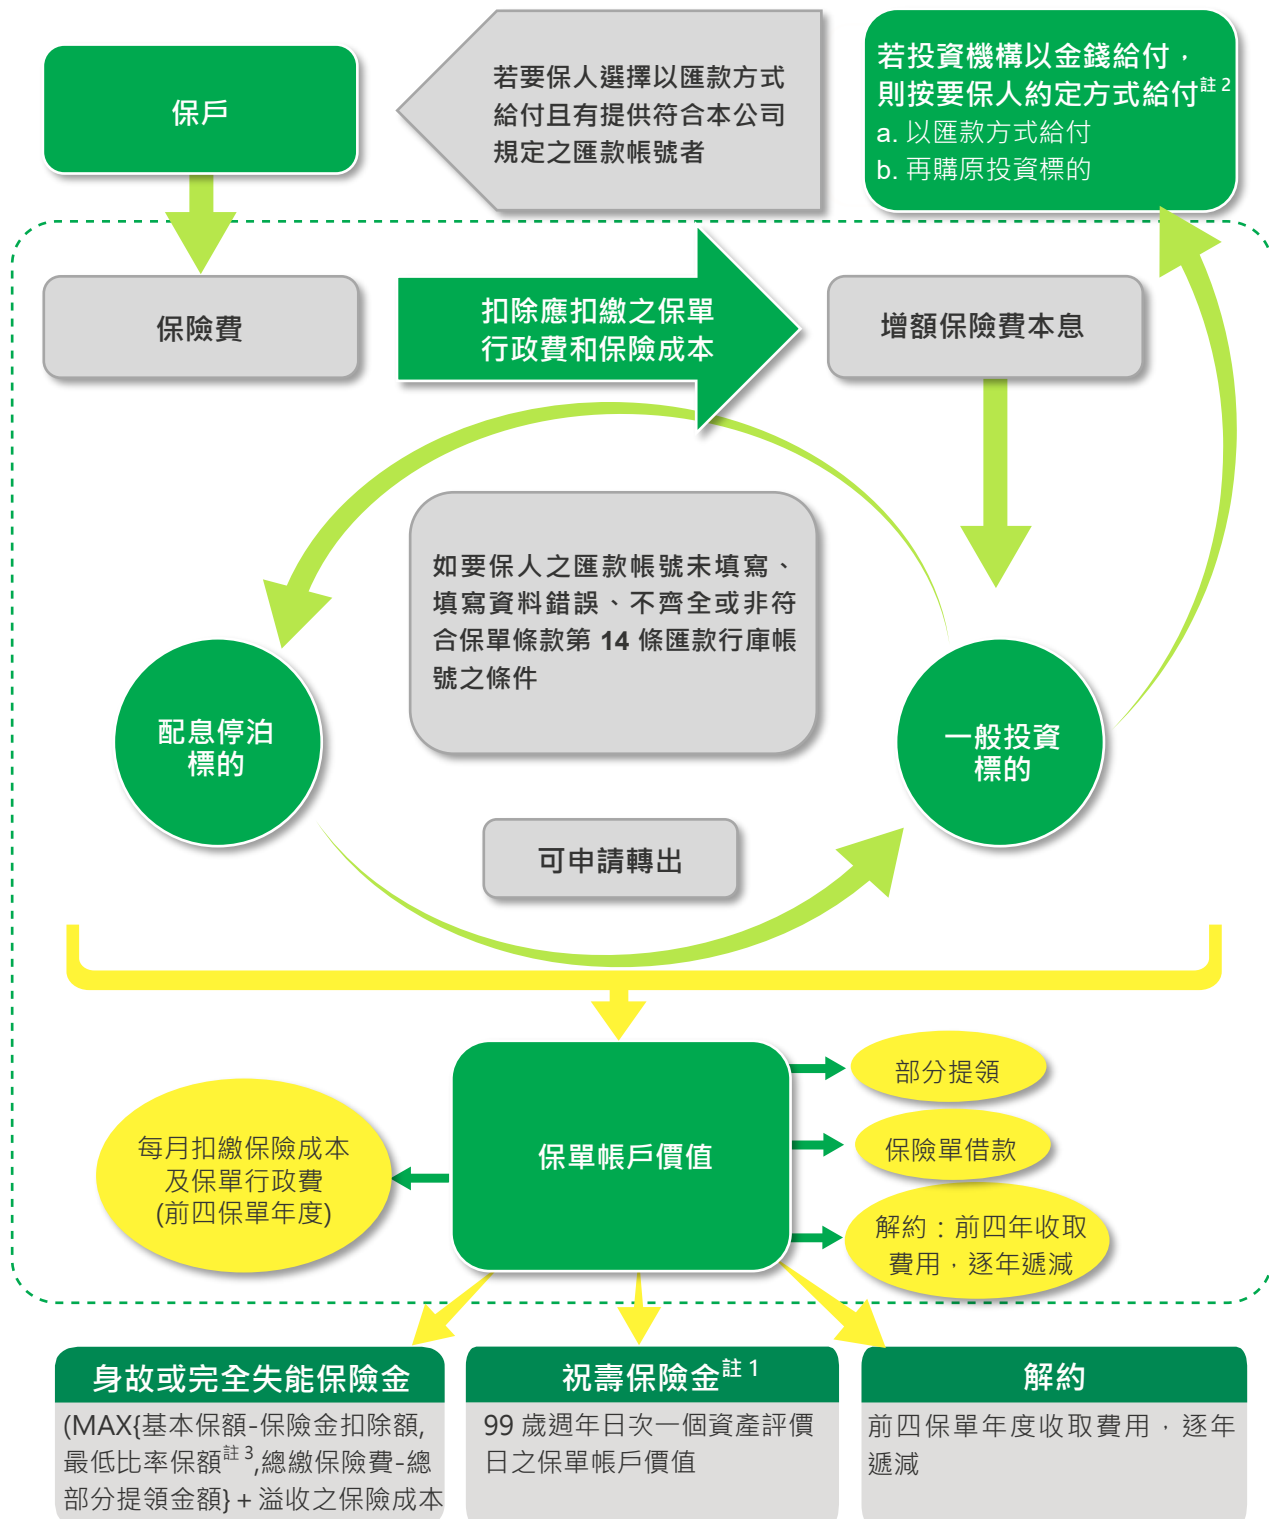 保戶
若要保人選擇以匯款方式
給付且有提供符合本公司
規定之匯款帳號者
若投資機構以金錢給付，
則按要保人約定方式給付註2
a. 以匯款方式給付
b. 再購原投資標的
保險費
扣除應扣繳之保單
行政費和保險成本
增額保險費本息
如要保人之匯款帳號未填寫、
填寫資料錯誤、不齊全或非符
合保單條款第 14 條匯款行庫帳
號之條件
配息停泊
標的
一般投資
標的
可申請轉出
每月扣繳保險成本
及保單行政費
(前四保單年度)
保單帳戶價值
部分提領
保險單借款
解約：前四年收取
費用，逐年遞減
身故或完全失能保險金
(MAX{基本保額-保險金扣除額,
最低比率保額註3,總繳保險費-總
部分提領金額}+溢收之保險成本
祝壽保險金註1
99 歲週年日次一個資產評價
日之保單帳戶價值
解約
前四保單年度收取費用，逐年
遞減